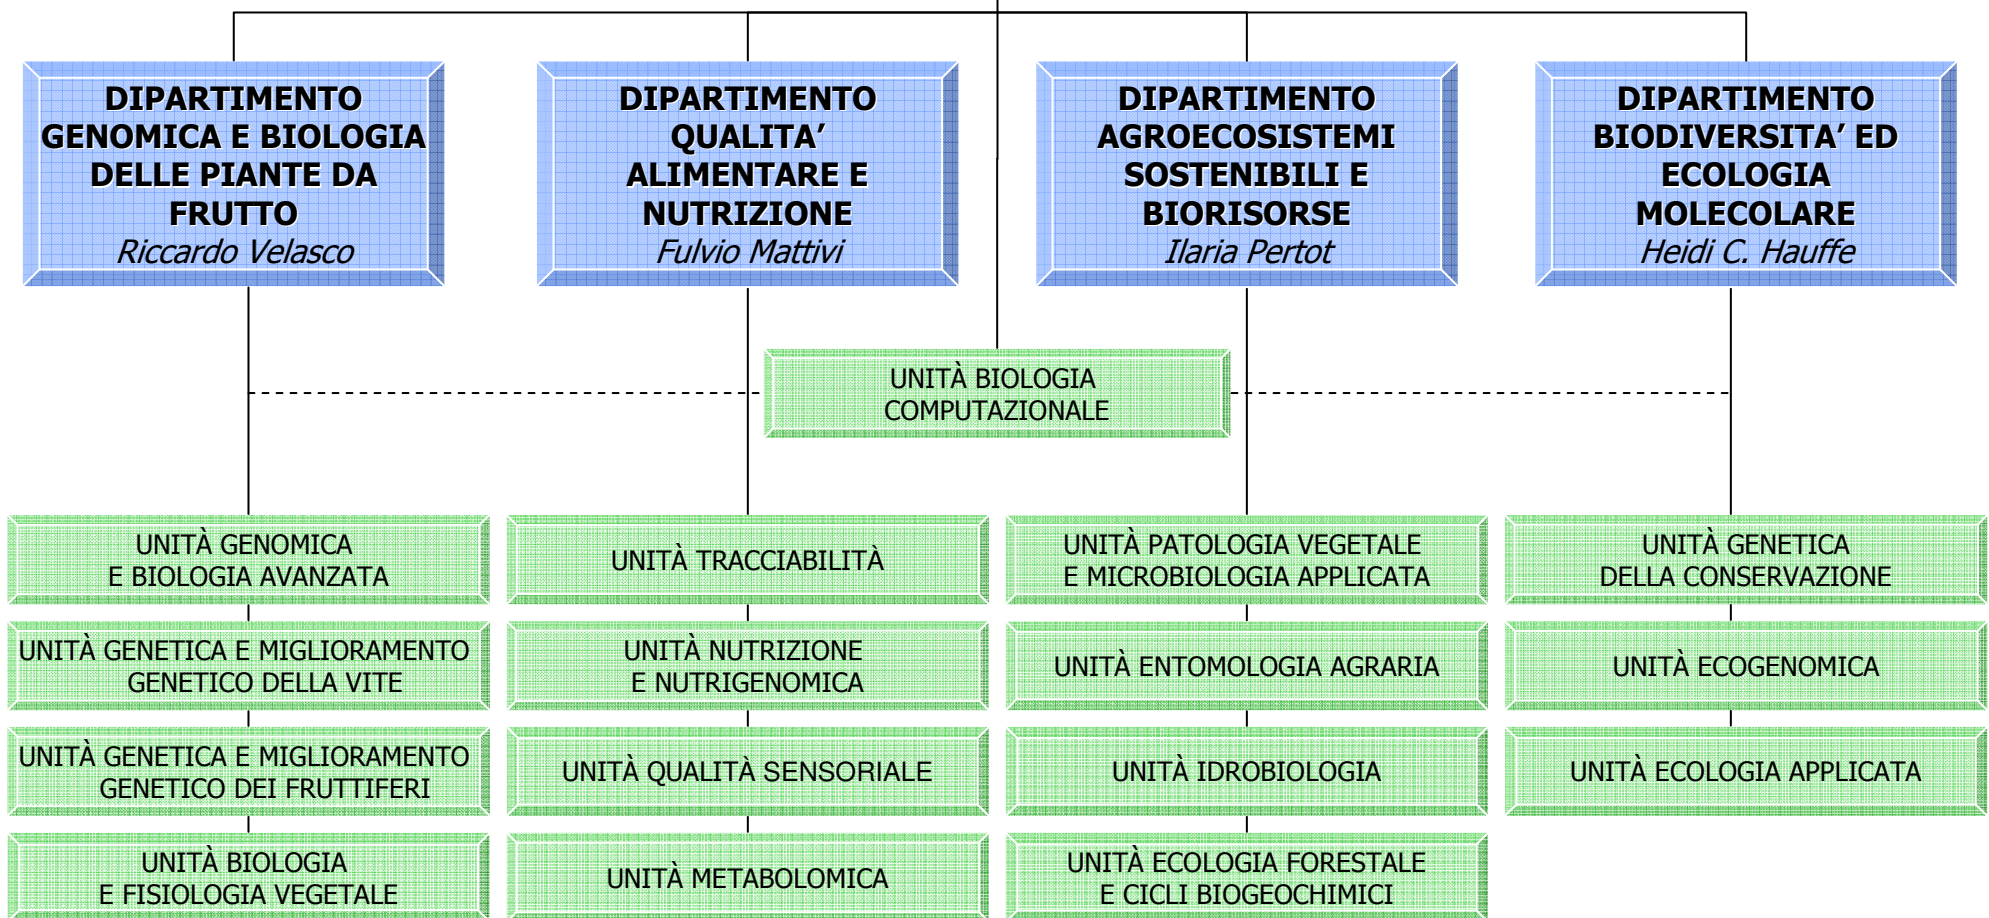 DIPARTIMENTO
GENOMICA E BIOLOGIA
DELLE PIANTE DA
FRUTTO
Riccardo Velasco
DIPARTIMENTO
QUALITA’
ALIMENTARE E
NUTRIZIONE
Fulvio Mattivi
DIPARTIMENTO
AGROECOSISTEMI
SOSTENIBILI E
BIORISORSE
Ilaria Pertot
DIPARTIMENTO
BIODIVERSITA’ ED
ECOLOGIA
MOLECOLARE
Heidi C. Hauffe
UNITÀ BIOLOGIA
COMPUTAZIONALE
UNITÀ GENOMICA
E BIOLOGIA AVANZATA
UNITÀ GENETICA E MIGLIORAMENTO
GENETICO DELLA VITE
UNITÀ GENETICA E MIGLIORAMENTO
GENETICO DEI FRUTTIFERI
UNITÀ BIOLOGIA
E FISIOLOGIA VEGETALE
UNITÀ TRACCIABILITÀ
UNITÀ NUTRIZIONE
E NUTRIGENOMICA
UNITÀ QUALITÀ SENSORIALE
UNITÀ METABOLOMICA
UNITÀ PATOLOGIA VEGETALE
E MICROBIOLOGIA APPLICATA
UNITÀ ENTOMOLOGIA AGRARIA
UNITÀ IDROBIOLOGIA
UNITÀ ECOLOGIA FORESTALE
E CICLI BIOGEOCHIMICI
UNITÀ GENETICA
DELLA CONSERVAZIONE
UNITÀ ECOGENOMICA
UNITÀ ECOLOGIA APPLICATA